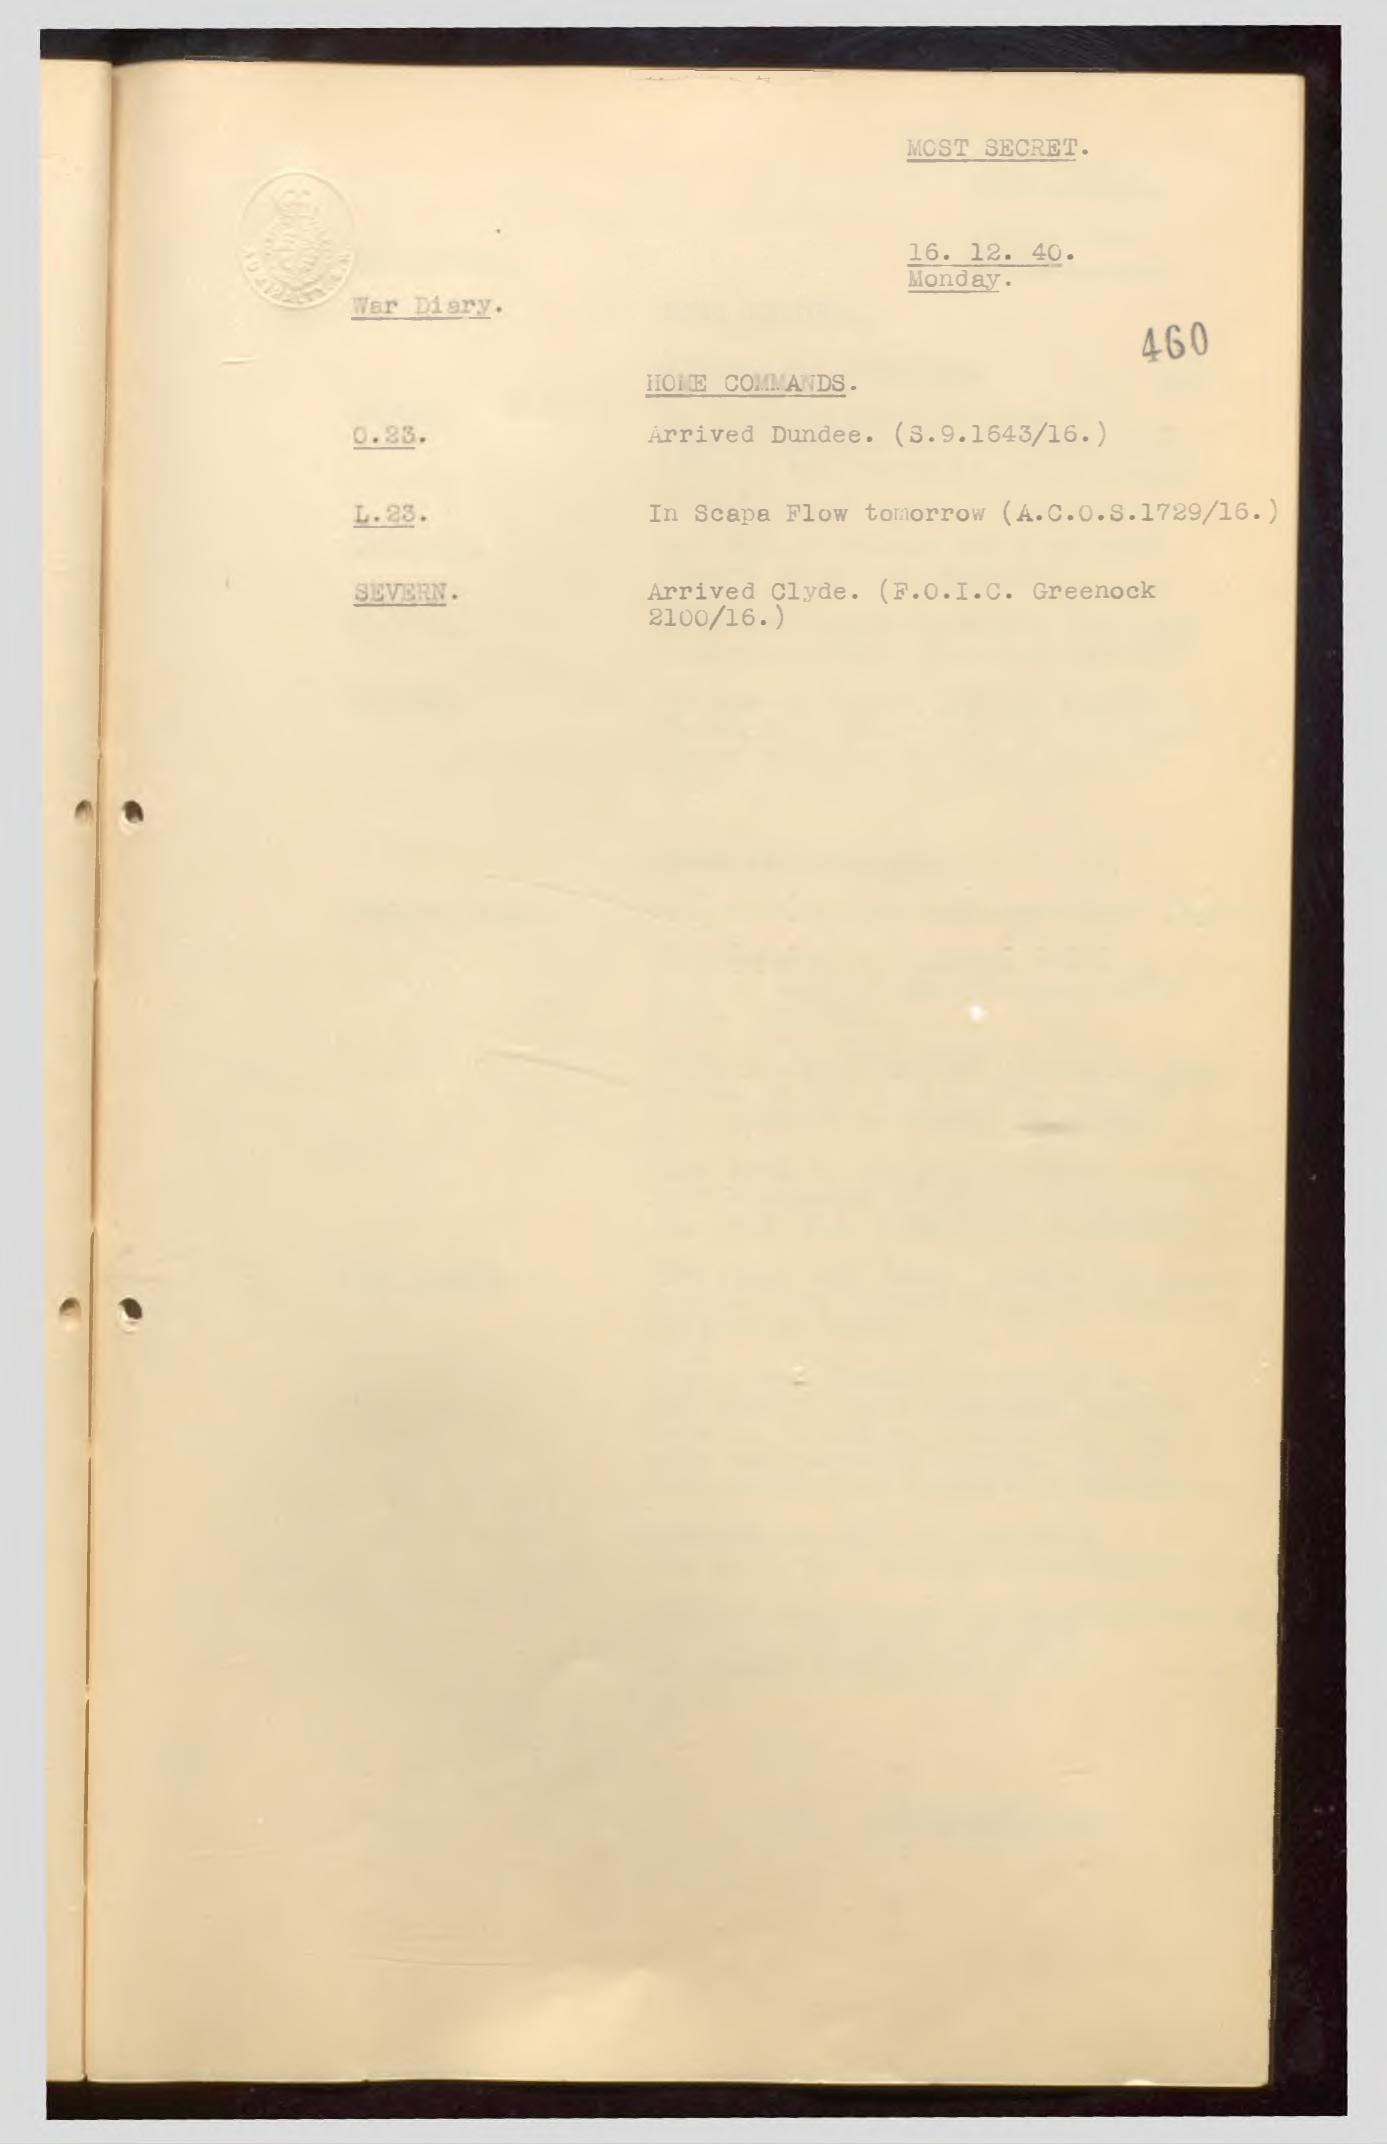 MOST SECRET.
16. 12. 40.
Monday.
War Diary.
460
HOME COMMANDS.
O.23. Arrived Dundee. (S.9.1643/16.)
L.23. In Scapa Flow tomorrow (A.C.O.S.1729/16.)
SEVERN. Arrived Clyde. (F.O.I.C. Greenock
2100/16.)